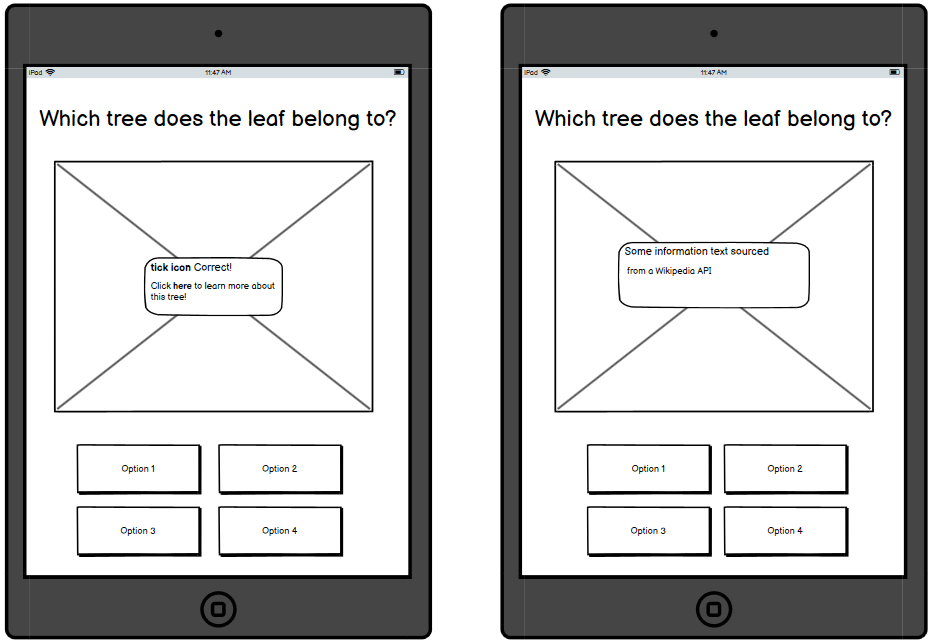 iPod 11:47 AM
Which tree does the leaf belong to?
tick icon Correct!
Click here to learn more about
this tree!
Option 1 Option 2
Option 3 Option 4
iPod 11:47 AM
Which tree does the leaf belong to?
Some information text sourced
from a Wikipedia API
Option 1 Option 2
Option 3 Option 4